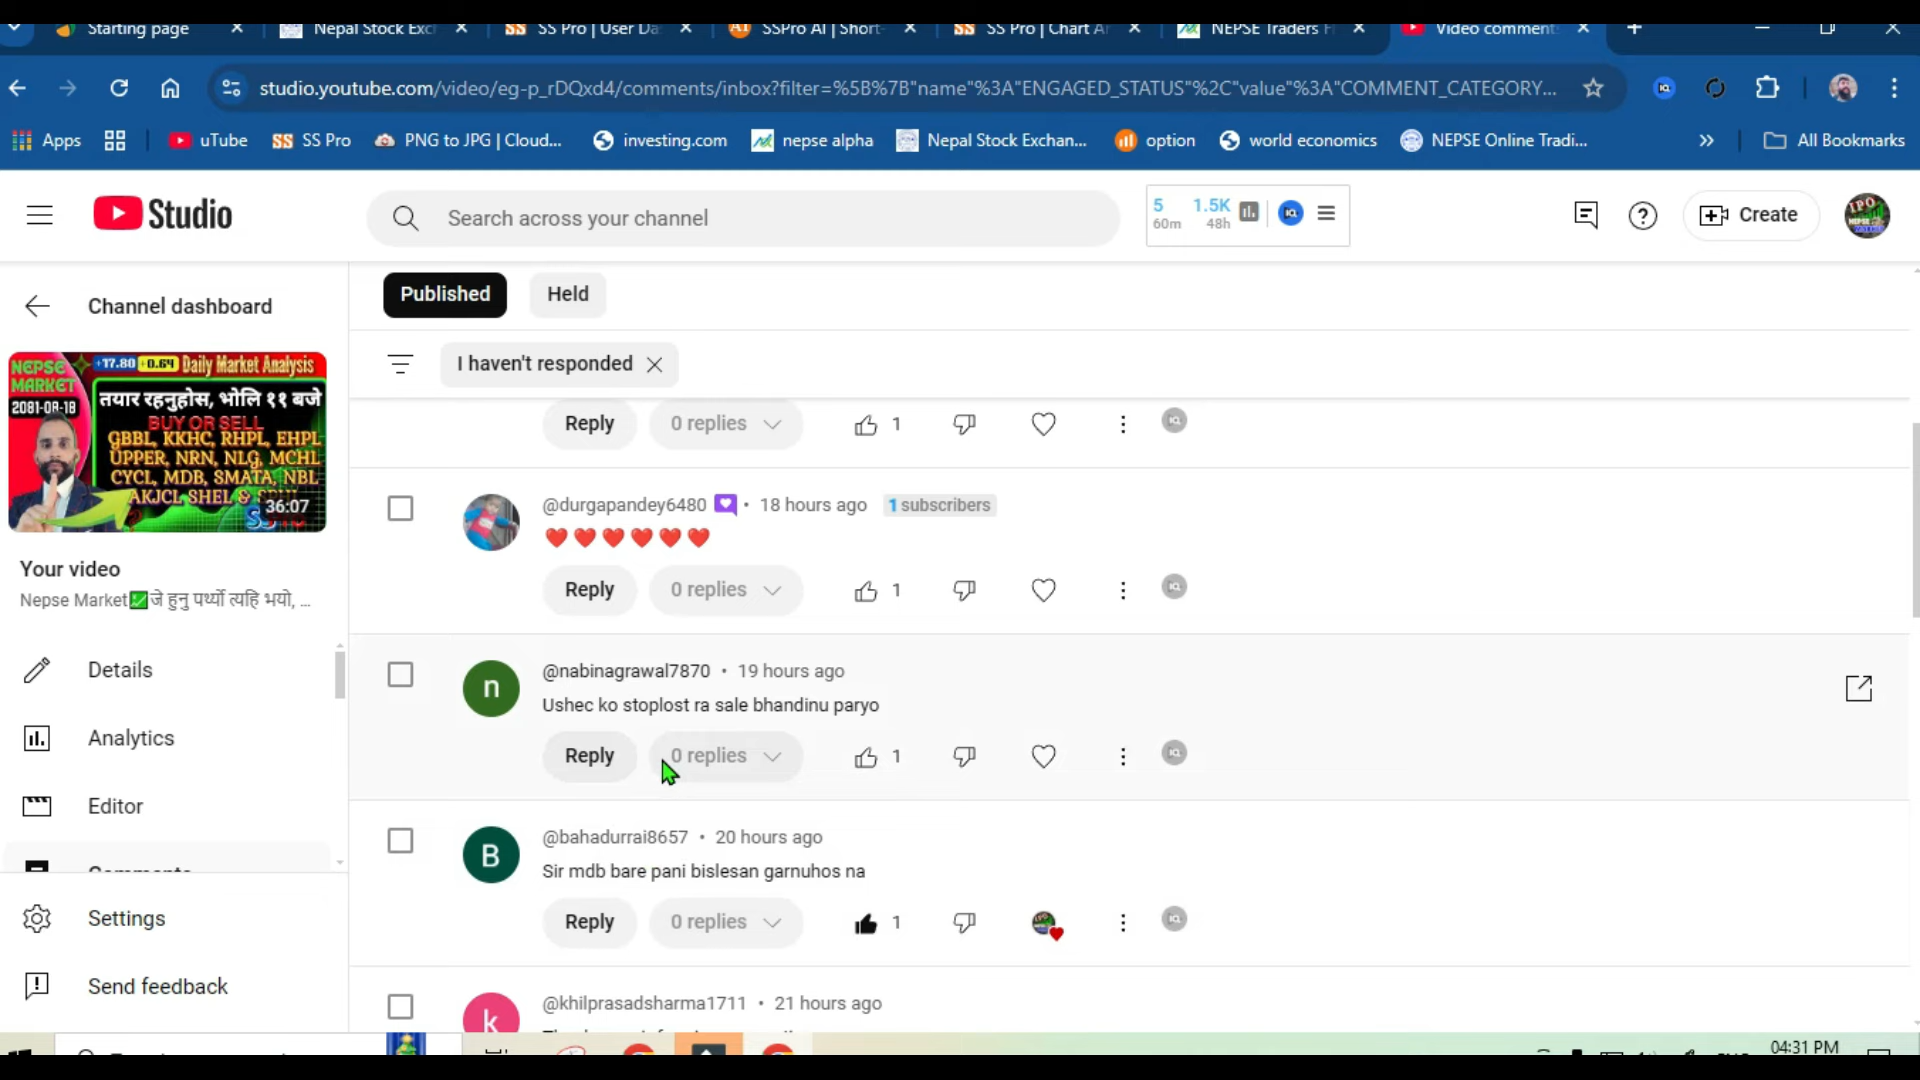 Starting page
Nepal Stock Exc
SS Pro | User Da
SSPro AI | Short-
SS Pro | Chart A
NEPSE Traders H
Video comment
studio.youtube.com/video/eg-p_rDQxd4/comments/inbox?filter=%5B%7B"name"%3A"ENGAGED_STATUS"%2C"value"%3A"COMMENT_CATEGORY...
Apps
uTube
SS Pro
PNG to JPG | Cloud...
investing.com
nepse alpha
Nepal Stock Exchan...
option
world economics
NEPSE Online Tradi...
All Bookmarks
Studio
Search across your channel
5 60m
1.5K 48h
Create
Channel dashboard
Published
Held
I haven't responded
NEPSE MARKET
2081-08-18
+17.80 +0.64 Daily Market Analysis
तयार रहनुहोस, भोलि ११ बजे
BUY OR SELL
GBBL, KKHC, RHPL, EHPL
UPPER, NRN, NLG, MCHL
CYCL, MDB, SMATA, NBL
AKJCL SHEL &
36:07
Your video
Nepse Market जे हुनु पर्थ्यो त्यहि भयो, ...
Details
Analytics
Editor
Comments
Settings
Send feedback
Reply 0 replies 1
@durgapandey6480 • 18 hours ago 1 subscribers
❤️❤️❤️❤️❤️❤️
Reply 0 replies 1
@nabinagrawal7870 • 19 hours ago
Ushec ko stoplost ra sale bhandinu paryo
Reply 0 replies 1
@bahadurrai8657 • 20 hours ago
Sir mdb bare pani bislesan garnuhos na
Reply 0 replies 1
@khilprasadsharma1711 • 21 hours ago
04:31 PM